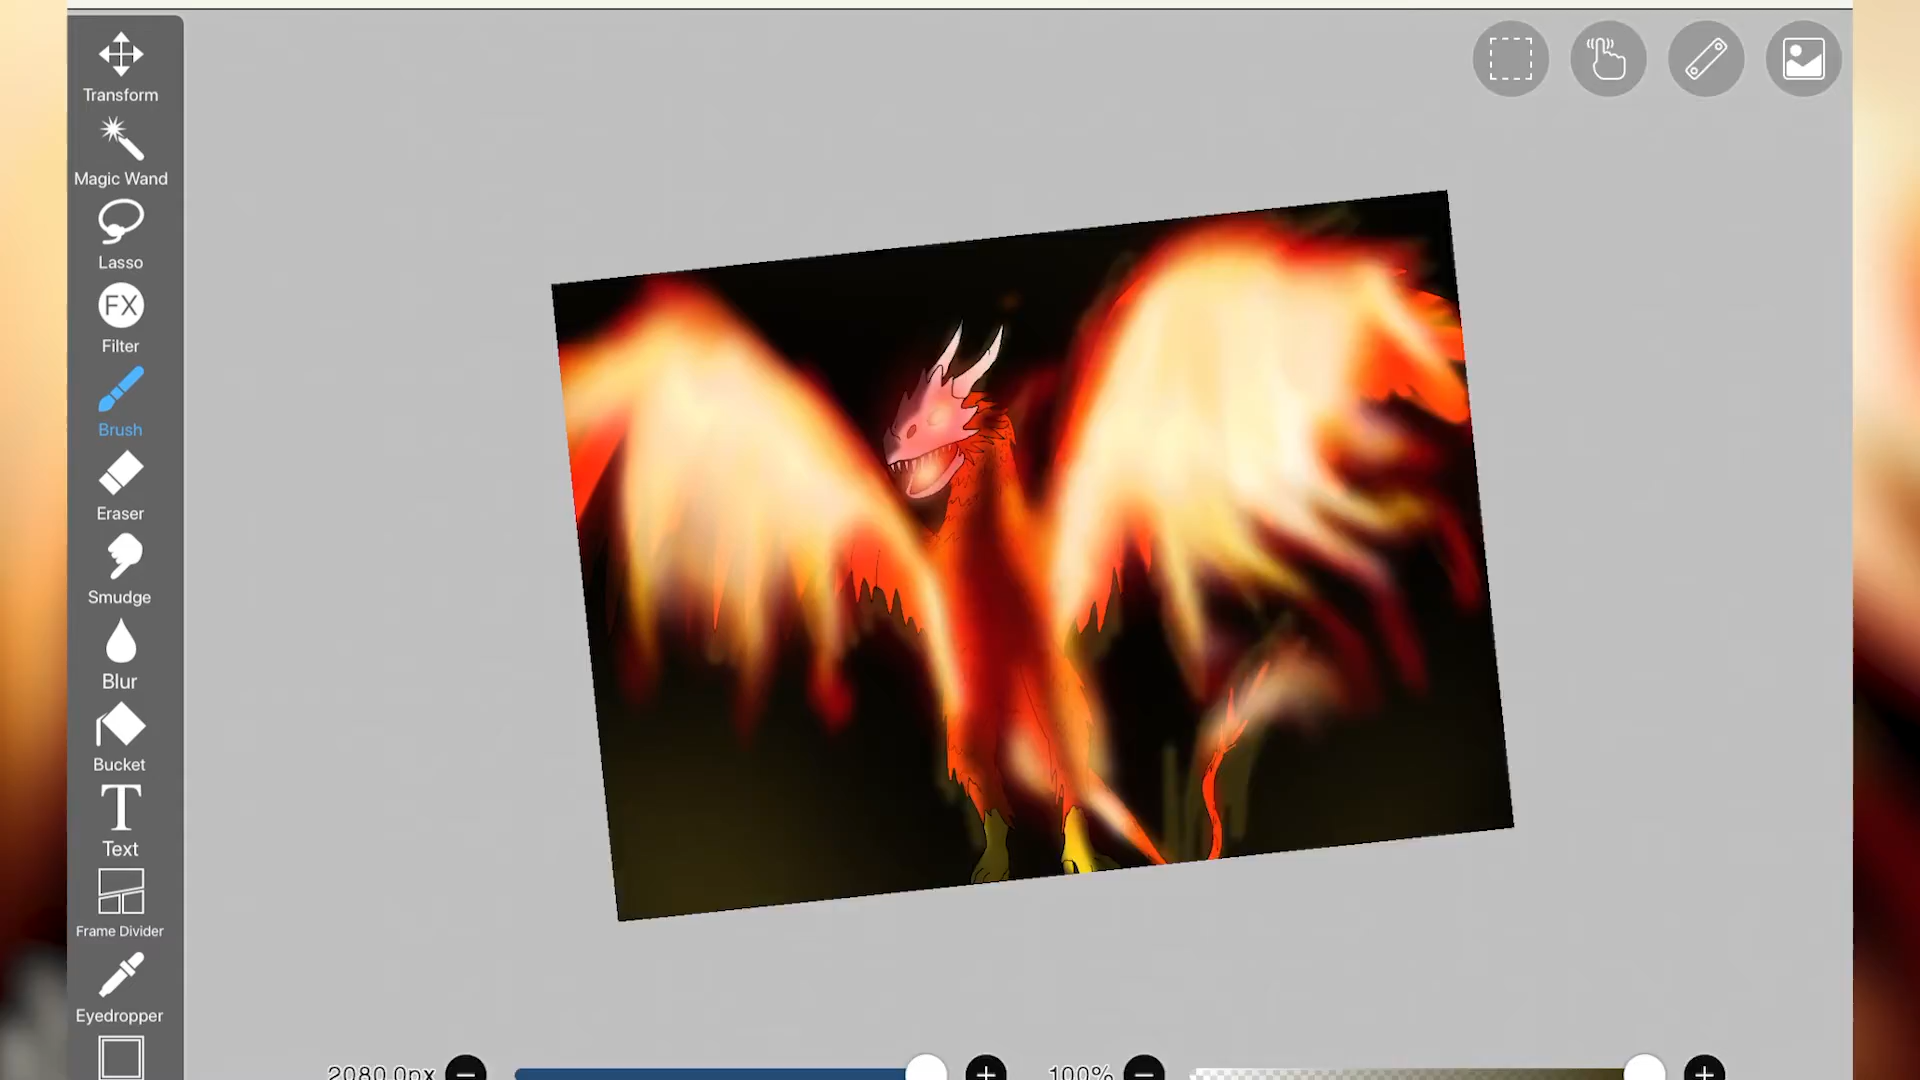 Transform
Magic Wand
Lasso
FX
Filter
Brush
Eraser
Smudge
Blur
Bucket
T
Text
Frame Divider
Eyedropper
2080.0px
100%